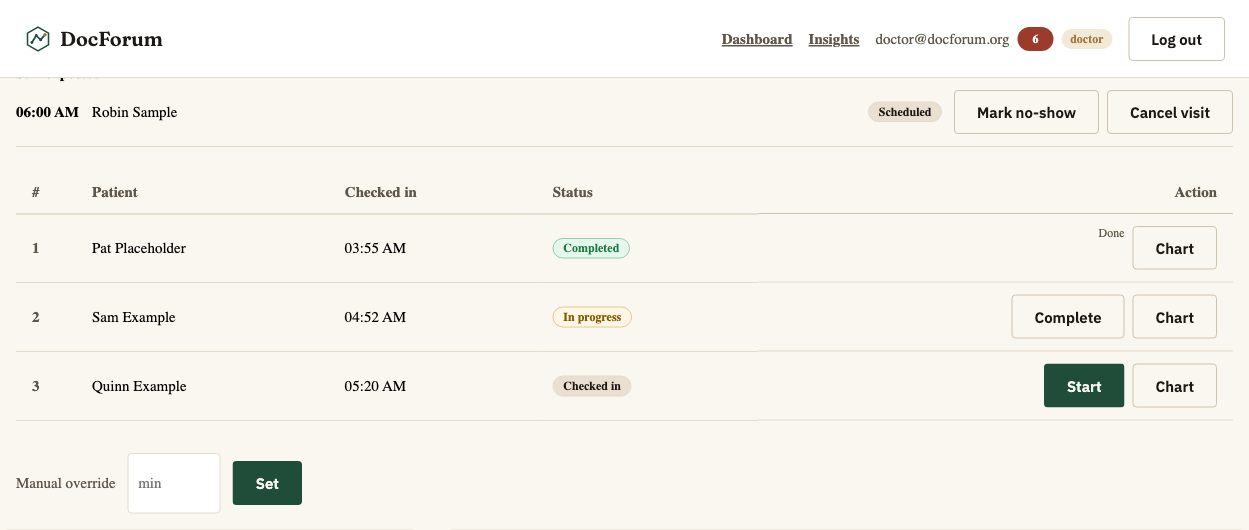 DocForum
Dashboard Insights doctor@docforum.org 6 doctor Log out
06:00 AM Robin Sample Scheduled Mark no-show Cancel visit
# Patient Checked in Status Action
1 Pat Placeholder 03:55 AM Completed Done Chart
2 Sam Example 04:52 AM In progress Complete Chart
3 Quinn Example 05:20 AM Checked in Start Chart
Manual override min Set